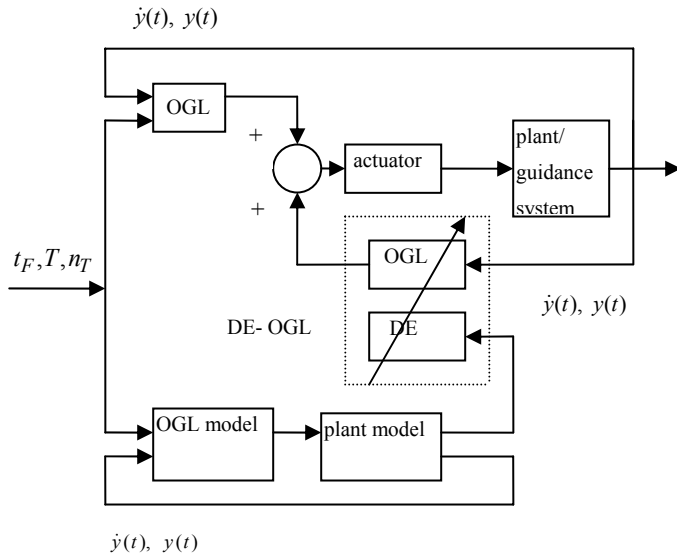 ẏ(t), y(t)
OGL
+
actuator
plant/
guidance
system
+
OGL
t_F, T, n_T
ẏ(t), y(t)
DE- OGL
DE
OGL model
plant model
ẏ(t), y(t)